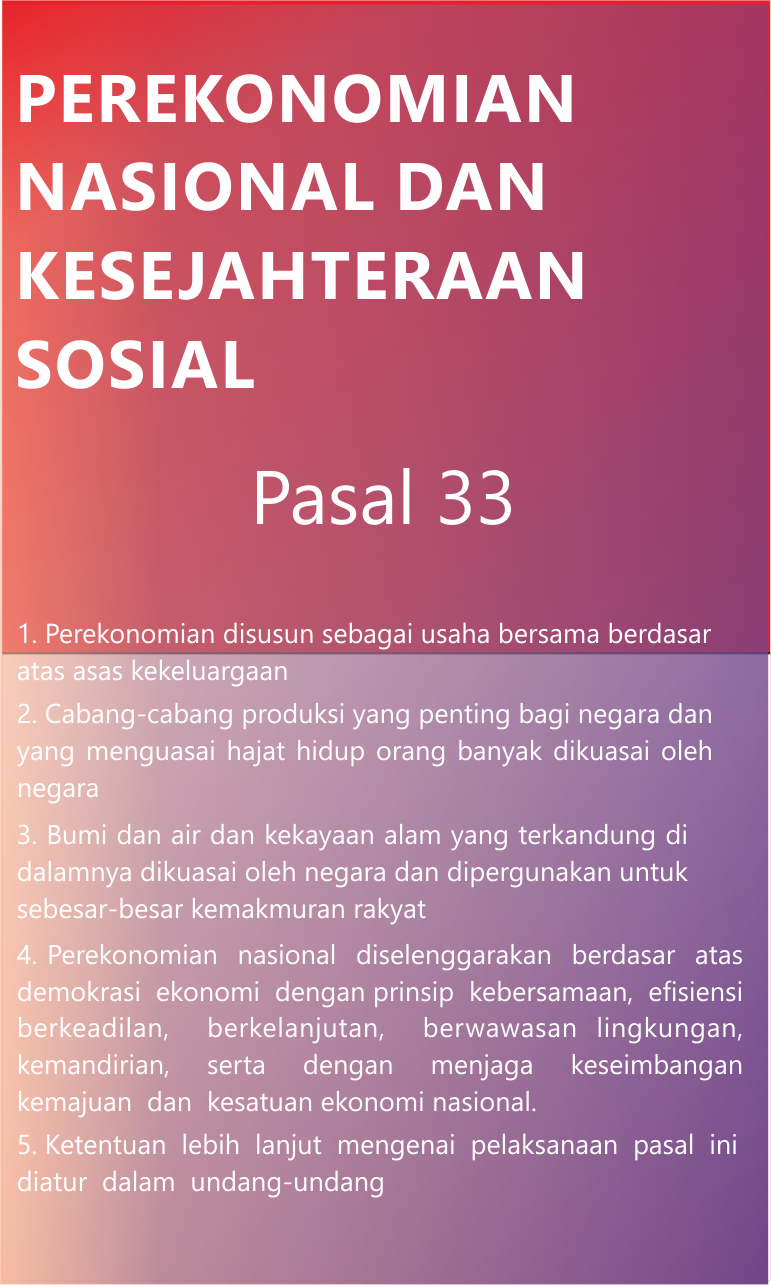 PEREKONOMIAN
NASIONAL DAN
KESEJAHTERAAN
SOSIAL
Pasal 33
1. Perekonomian disusun sebagai usaha bersama berdasar
atas asas kekeluargaan
2. Cabang-cabang produksi yang penting bagi negara dan
yang menguasai hajat hidup orang banyak dikuasai oleh
negara
3. Bumi dan air dan kekayaan alam yang terkandung di
dalamnya dikuasai oleh negara dan dipergunakan untuk
sebesar-besar kemakmuran rakyat
4. Perekonomian nasional diselenggarakan berdasar atas
demokrasi ekonomi dengan prinsip kebersamaan, efisiensi
berkeadilan, berkelanjutan, berwawasan lingkungan,
kemandirian, serta dengan menjaga keseimbangan
kemajuan dan kesatuan ekonomi nasional.
5. Ketentuan lebih lanjut mengenai pelaksanaan pasal ini
diatur dalam undang-undang